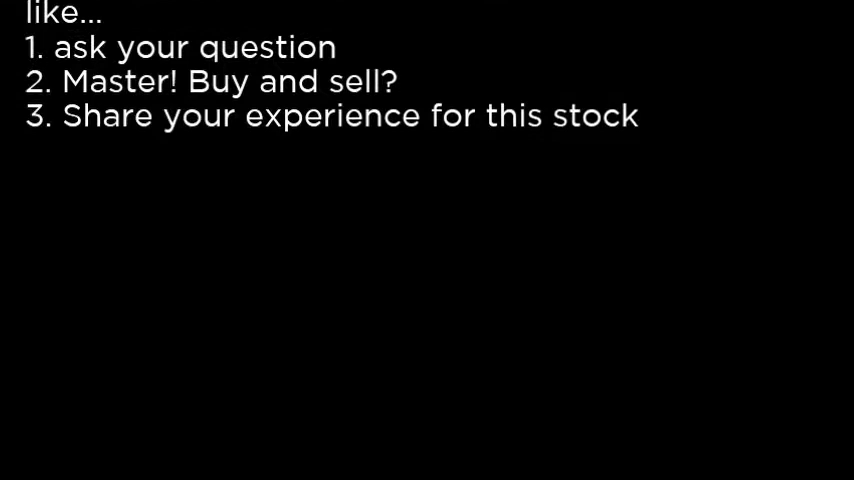 like...
1. ask your question
2. Master! Buy and sell?
3. Share your experience for this stock